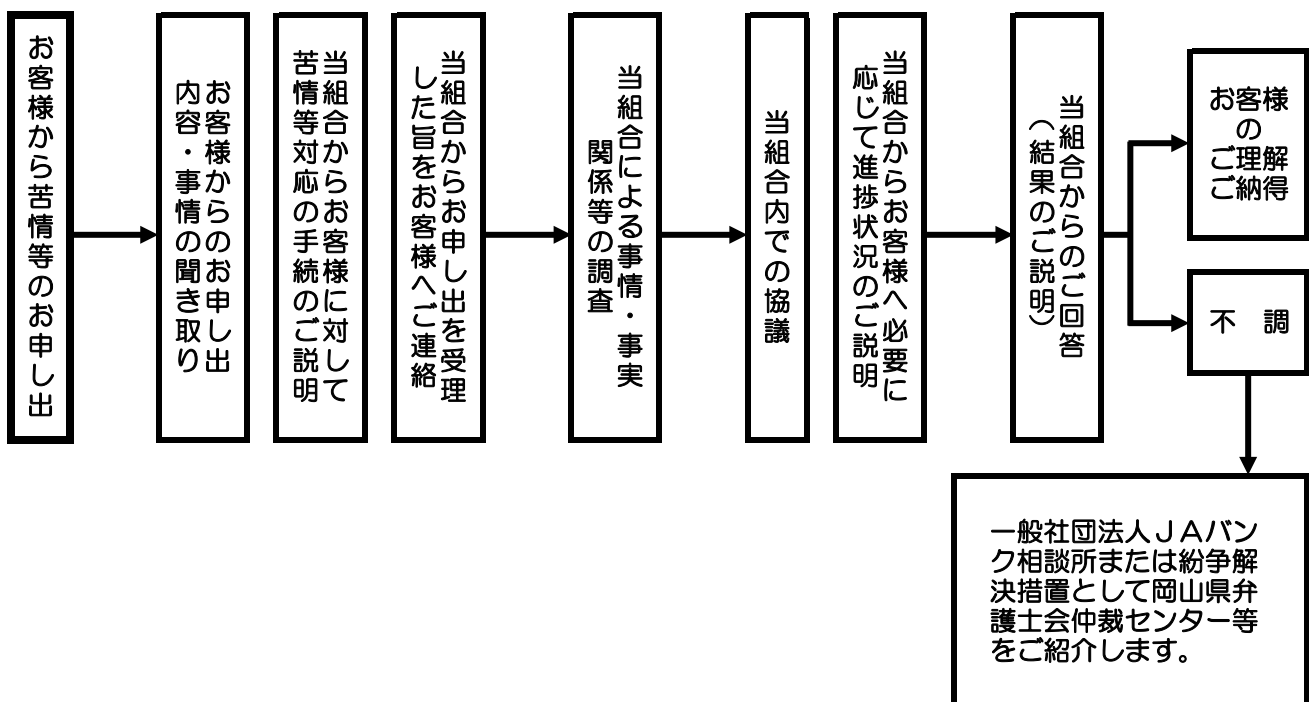 お客様から苦情等のお申し出
お客様からのお申し出
内容・事情の聞き取り
当組合からお客様に対して
苦情等対応の手続のご説明
当組合からお申し出を受理
した旨をお客様へご連絡
当組合による事情・事実
関係等の調査
当組合内での協議
当組合からお客様へ必要に
応じて進捗状況のご説明
当組合からのご回答
（結果のご説明）
お客様
の
ご理解
ご納得
不　調
一般社団法人ＪＡバン
ク相談所または紛争解
決措置として岡山県弁
護士会仲裁センター等
をご紹介します。